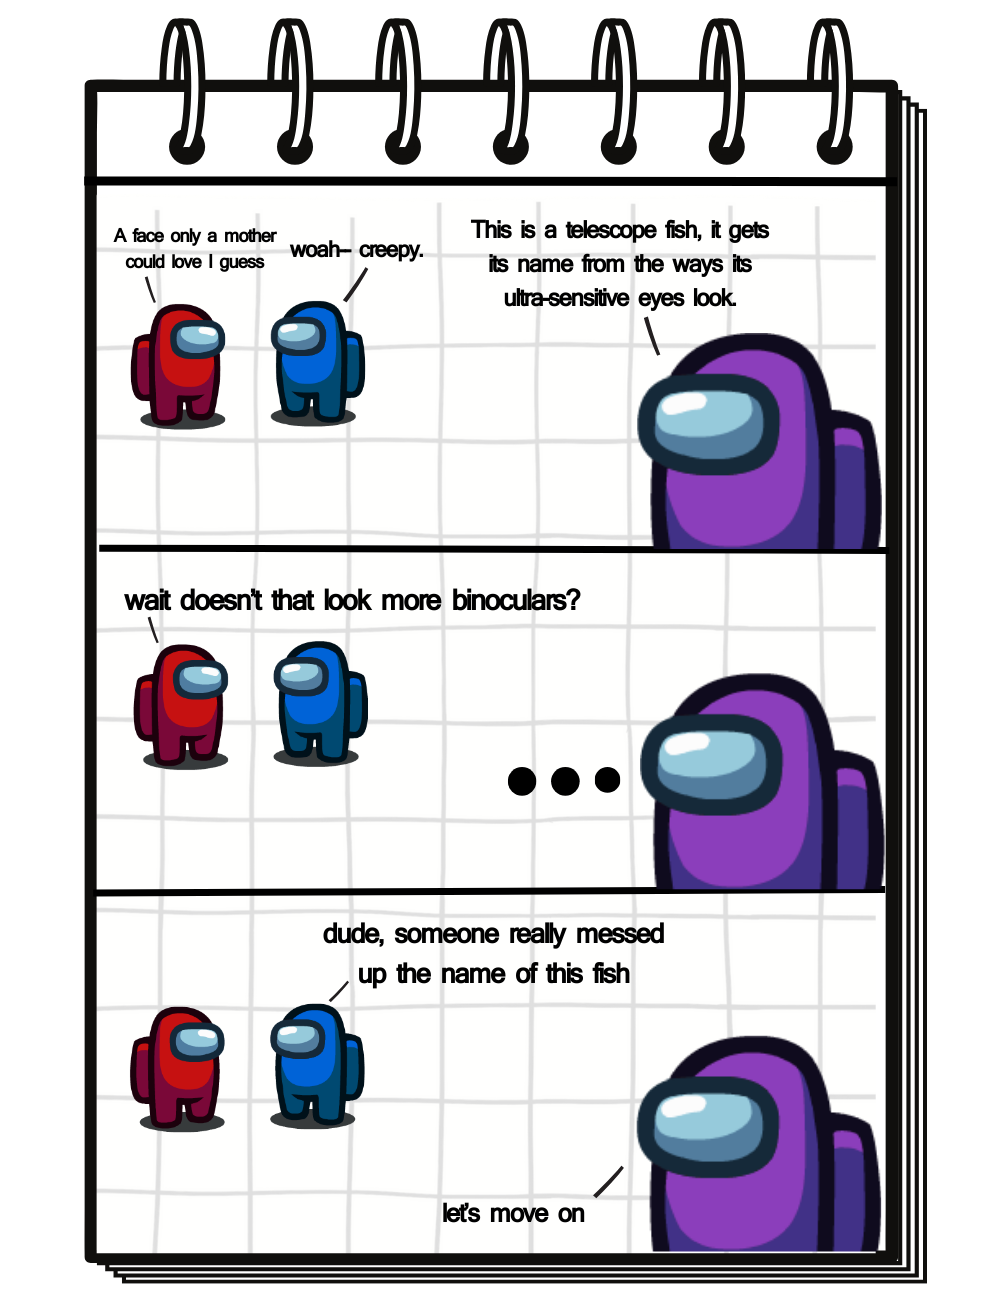 A face only a mother
could love I guess
woah-- creepy.
This is a telescope fish, it gets
its name from the ways its
ultra-sensitive eyes look.
wait doesn't that look more binoculars?
dude, someone really messed
up the name of this fish
let's move on